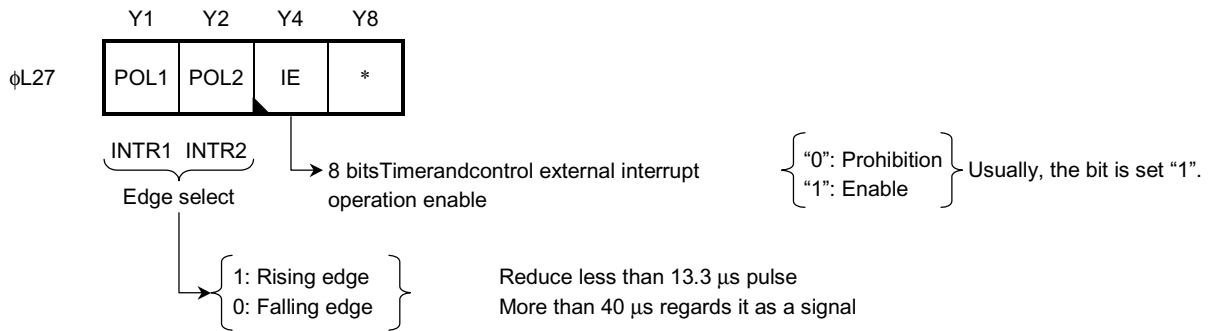 Y1 Y2 Y4 Y8
ϕL27 POL1 POL2 IE *
INTR1 INTR2
Edge select
8 bitsTimerandcontrol external interrupt
operation enable
“0”: Prohibition
“1”: Enable
Usually, the bit is set “1”.
1: Rising edge
0: Falling edge
Reduce less than 13.3 µs pulse
More than 40 µs regards it as a signal